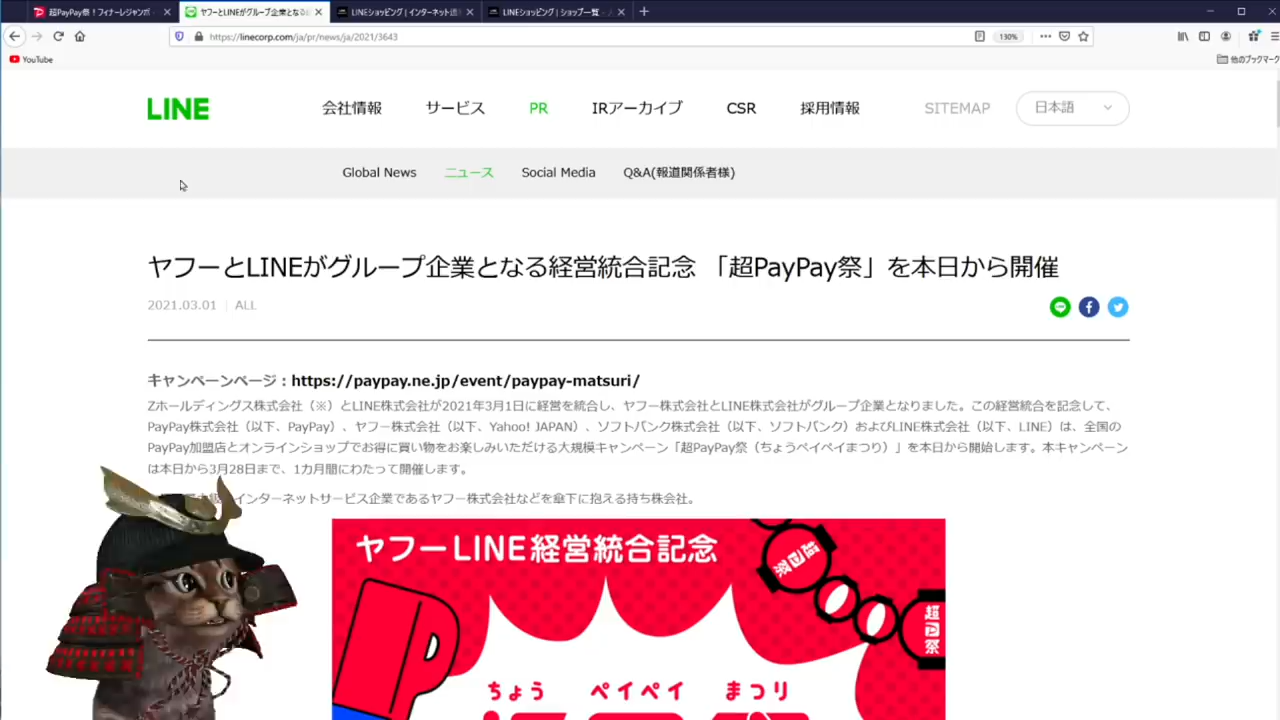 超PayPay祭！フィナーレジャンボ
ヤフーとLINEがグループ企業となる
LINEショッピング | インターネット通
LINEショッピング | ショップ一覧 -
https://linecorp.com/ja/pr/news/ja/2021/3643
130%
YouTube
他のブックマーク
LINE
会社情報 サービス PR IRアーカイブ CSR 採用情報 SITEMAP 日本語
Global News ニュース Social Media Q&A(報道関係者様)
ヤフーとLINEがグループ企業となる経営統合記念 「超PayPay祭」を本日から開催
2021.03.01 ALL
キャンペーンページ：https://paypay.ne.jp/event/paypay-matsuri/
Zホールディングス株式会社（※）とLINE株式会社が2021年3月1日に経営を統合し、ヤフー株式会社とLINE株式会社がグループ企業となりました。この経営統合を記念して、
PayPay株式会社（以下、PayPay）、ヤフー株式会社（以下、Yahoo! JAPAN）、ソフトバンク株式会社（以下、ソフトバンク）およびLINE株式会社（以下、LINE）は、全国の
PayPay加盟店とオンラインショップでお得に買い物をお楽しみいただける大規模キャンペーン「超PayPay祭（ちょうペイペイまつり）」を本日から開始します。本キャンペーン
は本日から3月28日まで、1カ月間にわたって開催します。
インターネットサービス企業であるヤフー株式会社などを傘下に抱える持ち株会社。
ヤフーLINE経営統合記念
超P祭
超P祭
ちょう ペイペイ まつり